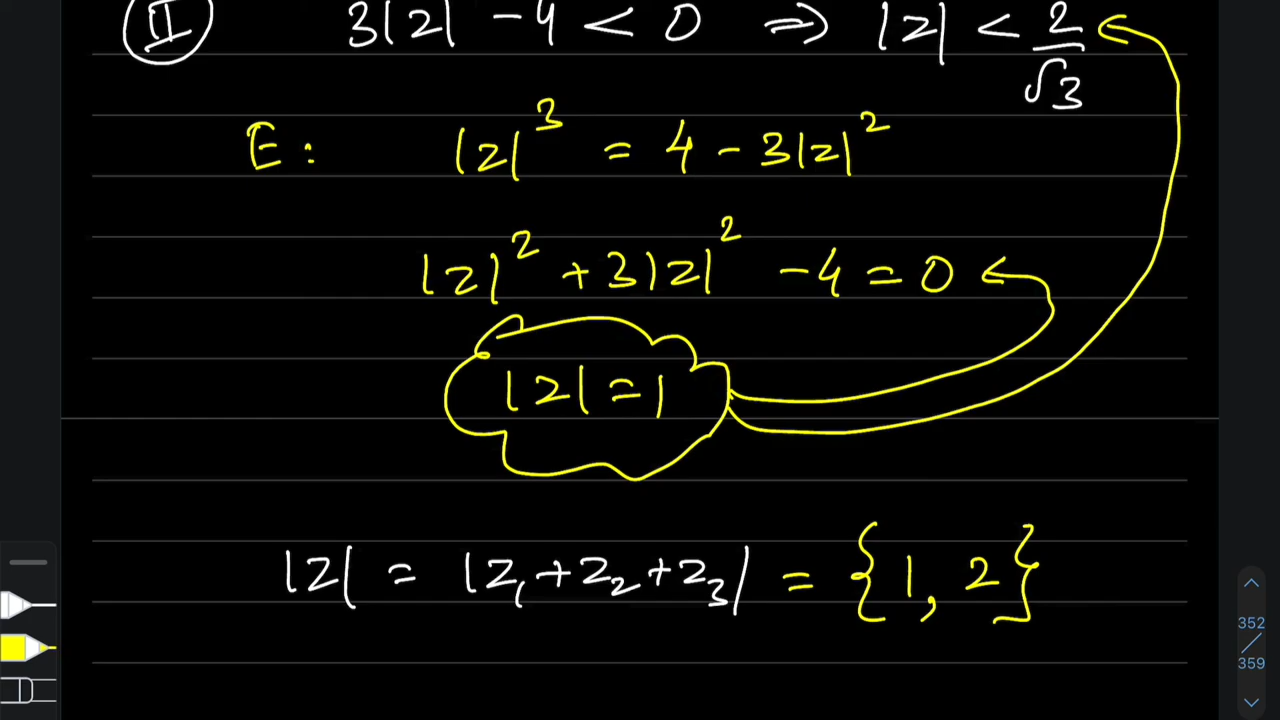 II 3|z| - 4 < 0 ⇒ |z| < 2/√3
E : |z|³ = 4 - 3|z|²
|z|² + 3|z|² - 4 = 0
|z| = 1
|z| = |z₁ + z₂ + z₃| = {1, 2}
352
359